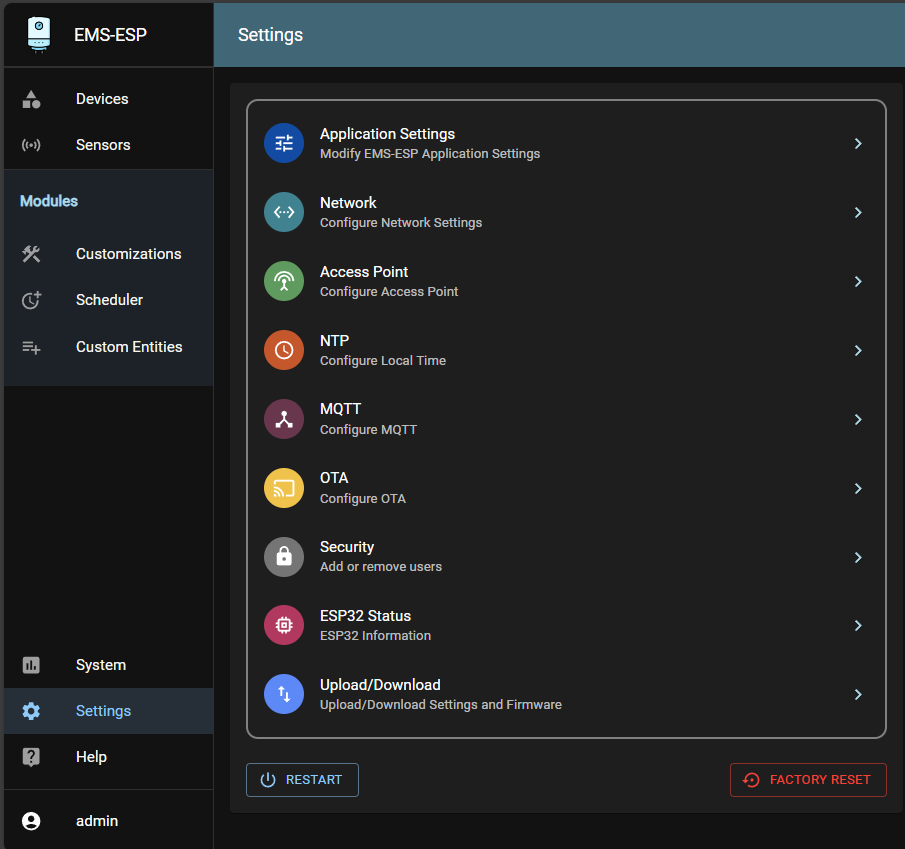 EMS-ESP
Settings
Devices
Sensors
Modules
Customizations
Scheduler
Custom Entities
System
Settings
Help
admin
Application Settings
Modify EMS-ESP Application Settings
Network
Configure Network Settings
Access Point
Configure Access Point
NTP
Configure Local Time
MQTT
Configure MQTT
OTA
Configure OTA
Security
Add or remove users
ESP32 Status
ESP32 Information
Upload/Download
Upload/Download Settings and Firmware
RESTART
FACTORY RESET